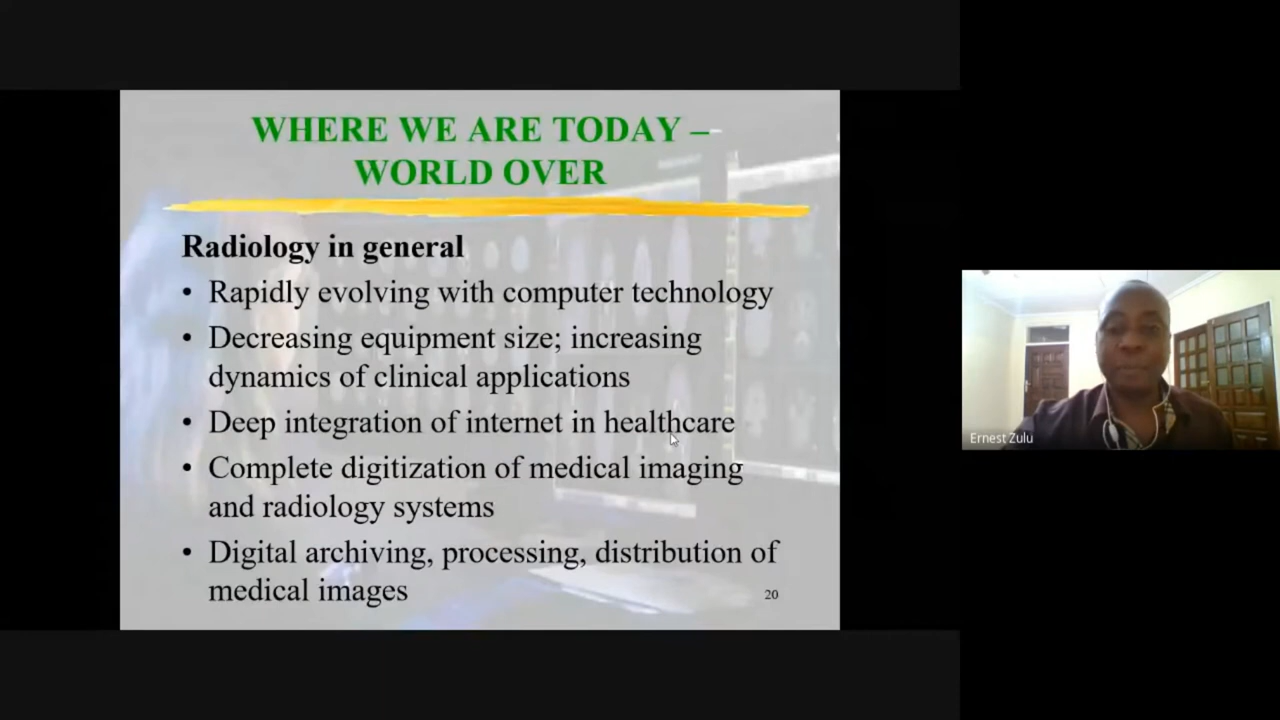 WHERE WE ARE TODAY –
WORLD OVER
Radiology in general
• Rapidly evolving with computer technology
• Decreasing equipment size; increasing
dynamics of clinical applications
• Deep integration of internet in healthcare
• Complete digitization of medical imaging
and radiology systems
• Digital archiving, processing, distribution of
medical images
20
Ernest Zulu